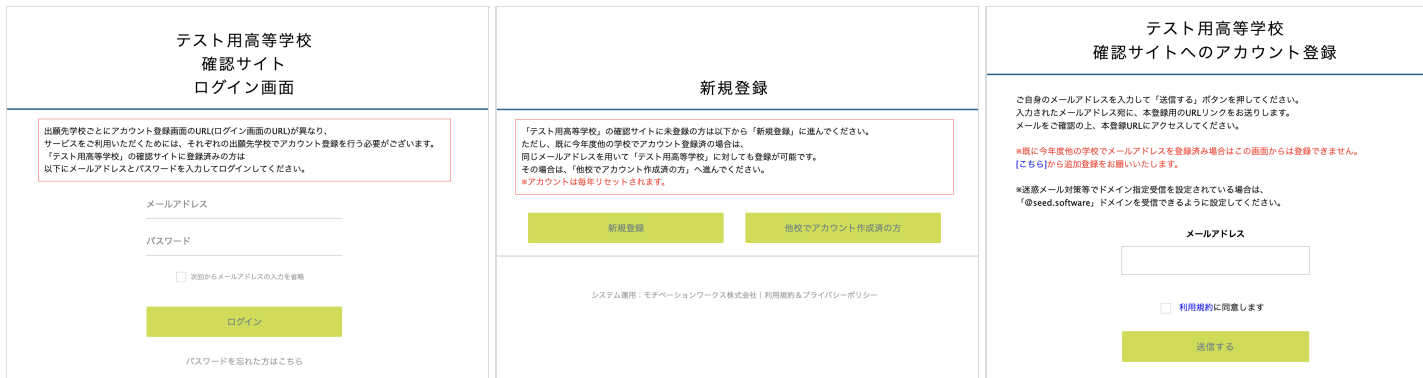 テスト用高等学校
確認サイト
ログイン画面
出願先学校ごとにアカウント登録画面のURL(ログイン画面のURL)が異なり、
サービスをご利用いただくためには、それぞれの出願先学校でアカウント登録を行う必要がございます。
「テスト用高等学校」の確認サイトに登録済みの方は
以下にメールアドレスとパスワードを入力してログインしてください。
メールアドレス
パスワード
次回からメールアドレスの入力を省略
ログイン
パスワードを忘れた方はこちら
新規登録
「テスト用高等学校」の確認サイトに未登録の方は以下から「新規登録」に進んでください。
ただし、既に今年度他の学校でアカウント登録済の場合は、
同じメールアドレスを用いて「テスト用高等学校」に対しても登録が可能です。
その場合は、「他校でアカウント作成済の方」へ進んでください。
※アカウントは毎年リセットされます。
新規登録
他校でアカウント作成済の方
システム運用：モチベーションワークス株式会社｜利用規約＆プライバシーポリシー
テスト用高等学校
確認サイトへのアカウント登録
ご自身のメールアドレスを入力して「送信する」ボタンを押してください。
入力されたメールアドレス宛に、本登録用のURLリンクをお送りします。
メールをご確認の上、本登録URLにアクセスしてください。
※既に今年度他の学校でメールアドレスを登録済み場合はこの画面からは登録できません。
[こちら]から追加登録をお願いいたします。
※迷惑メール対策等でドメイン指定受信を設定されている場合は、
「@seed.software」ドメインを受信できるように設定してください。
メールアドレス
利用規約に同意します
送信する